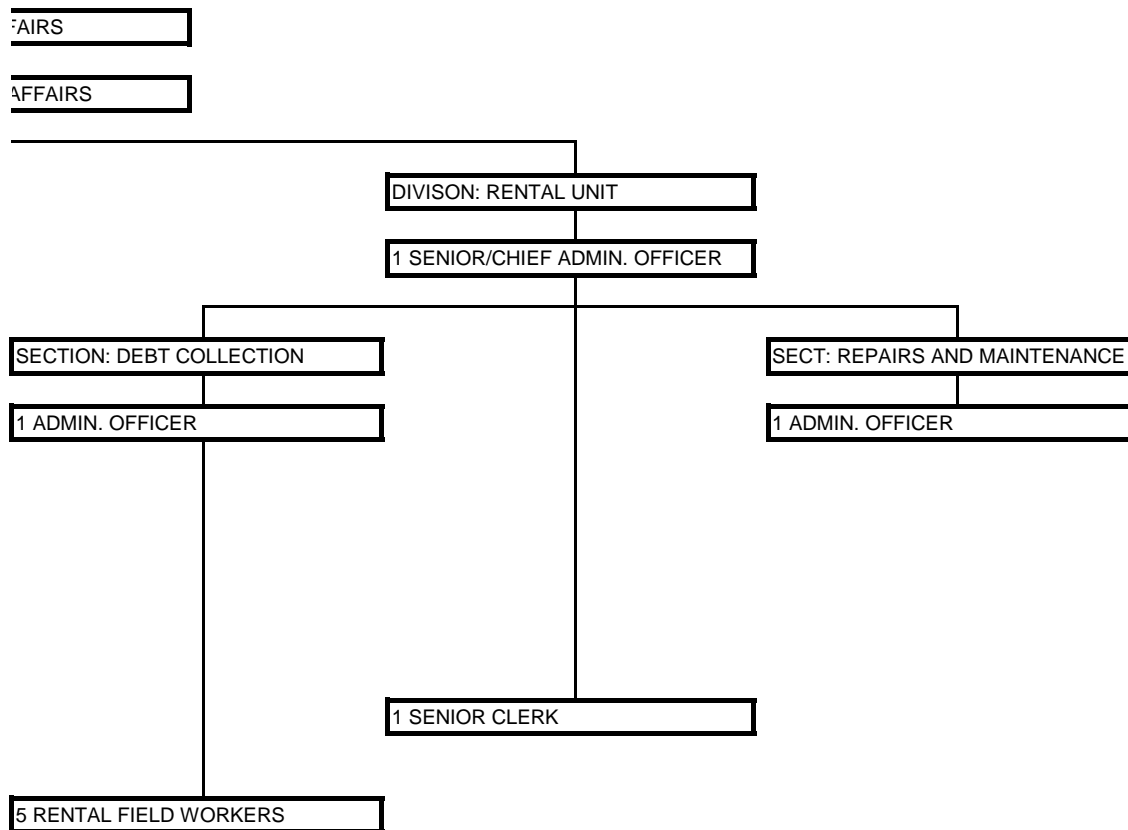 FAIRS
AFFAIRS
DIVISON: RENTAL UNIT
1 SENIOR/CHIEF ADMIN. OFFICER
SECTION: DEBT COLLECTION
SECT: REPAIRS AND MAINTENANCE
1 ADMIN. OFFICER
1 ADMIN. OFFICER
1 SENIOR CLERK
5 RENTAL FIELD WORKERS